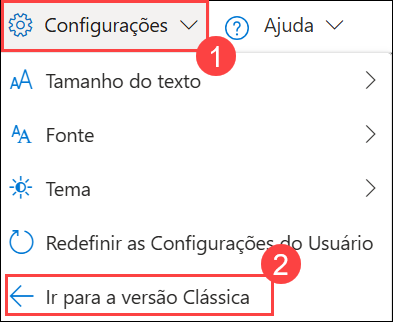 Configurações Ajuda
1
Tamanho do texto
Fonte
Tema
Redefinir as Configurações do Usuário
2
Ir para a versão Clássica